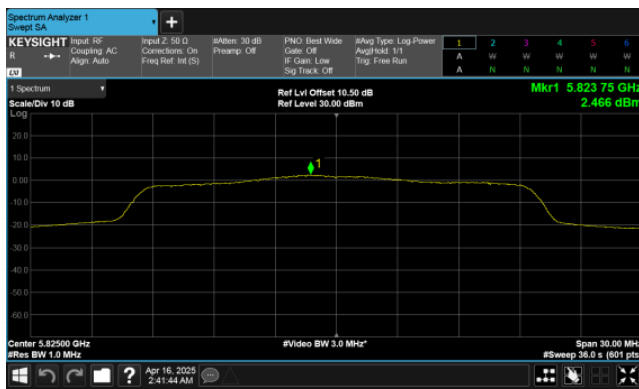 Spectrum Analyzer 1
Swept SA
+
KEYSIGHT Input: RF Input Z: 50 Ω #Atten: 30 dB PNO: Best Wide #Avg Type: Log-Power 1 2 3 4 5 6
R Coupling: AC Corrections: On Preamp: Off Gate: Off Avg|Hold: 1/1 A W W W W W
Align: Auto Freq Ref: Int (S) IF Gain: Low Trig: Free Run
Sig Track: Off A N N N N N
LXI
1 Spectrum Ref Lvl Offset 10.50 dB Mkr1 5.823 75 GHz
Scale/Div 10 dB Ref Level 30.00 dBm 2.466 dBm
Log
20.0
10.0
1
0.00
-10.0
-20.0
-30.0
-40.0
-50.0
-60.0
Center 5.82500 GHz #Video BW 3.0 MHz* Span 30.00 MHz
#Res BW 1.0 MHz #Sweep 36.0 s (601 pts)
? Apr 16, 2025
2:41:44 AM